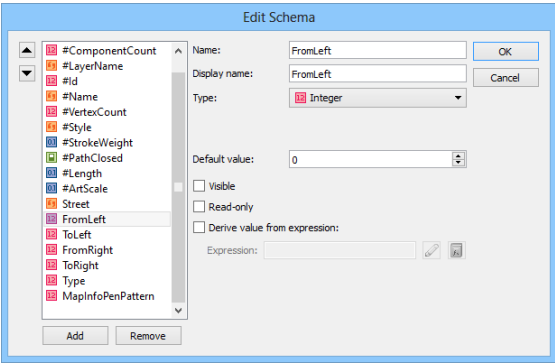 Edit Schema
#ComponentCount
#LayerName
#Id
#Name
#VertexCount
#Style
#StrokeWeight
#PathClosed
#Length
#ArtScale
Street
FromLeft
ToLeft
FromRight
ToRight
Type
MapInfoPenPattern
Add
Remove
Name:
FromLeft
Display name:
FromLeft
Type:
12 Integer
Default value:
0
Visible
Read-only
Derive value from expression:
Expression:
OK
Cancel